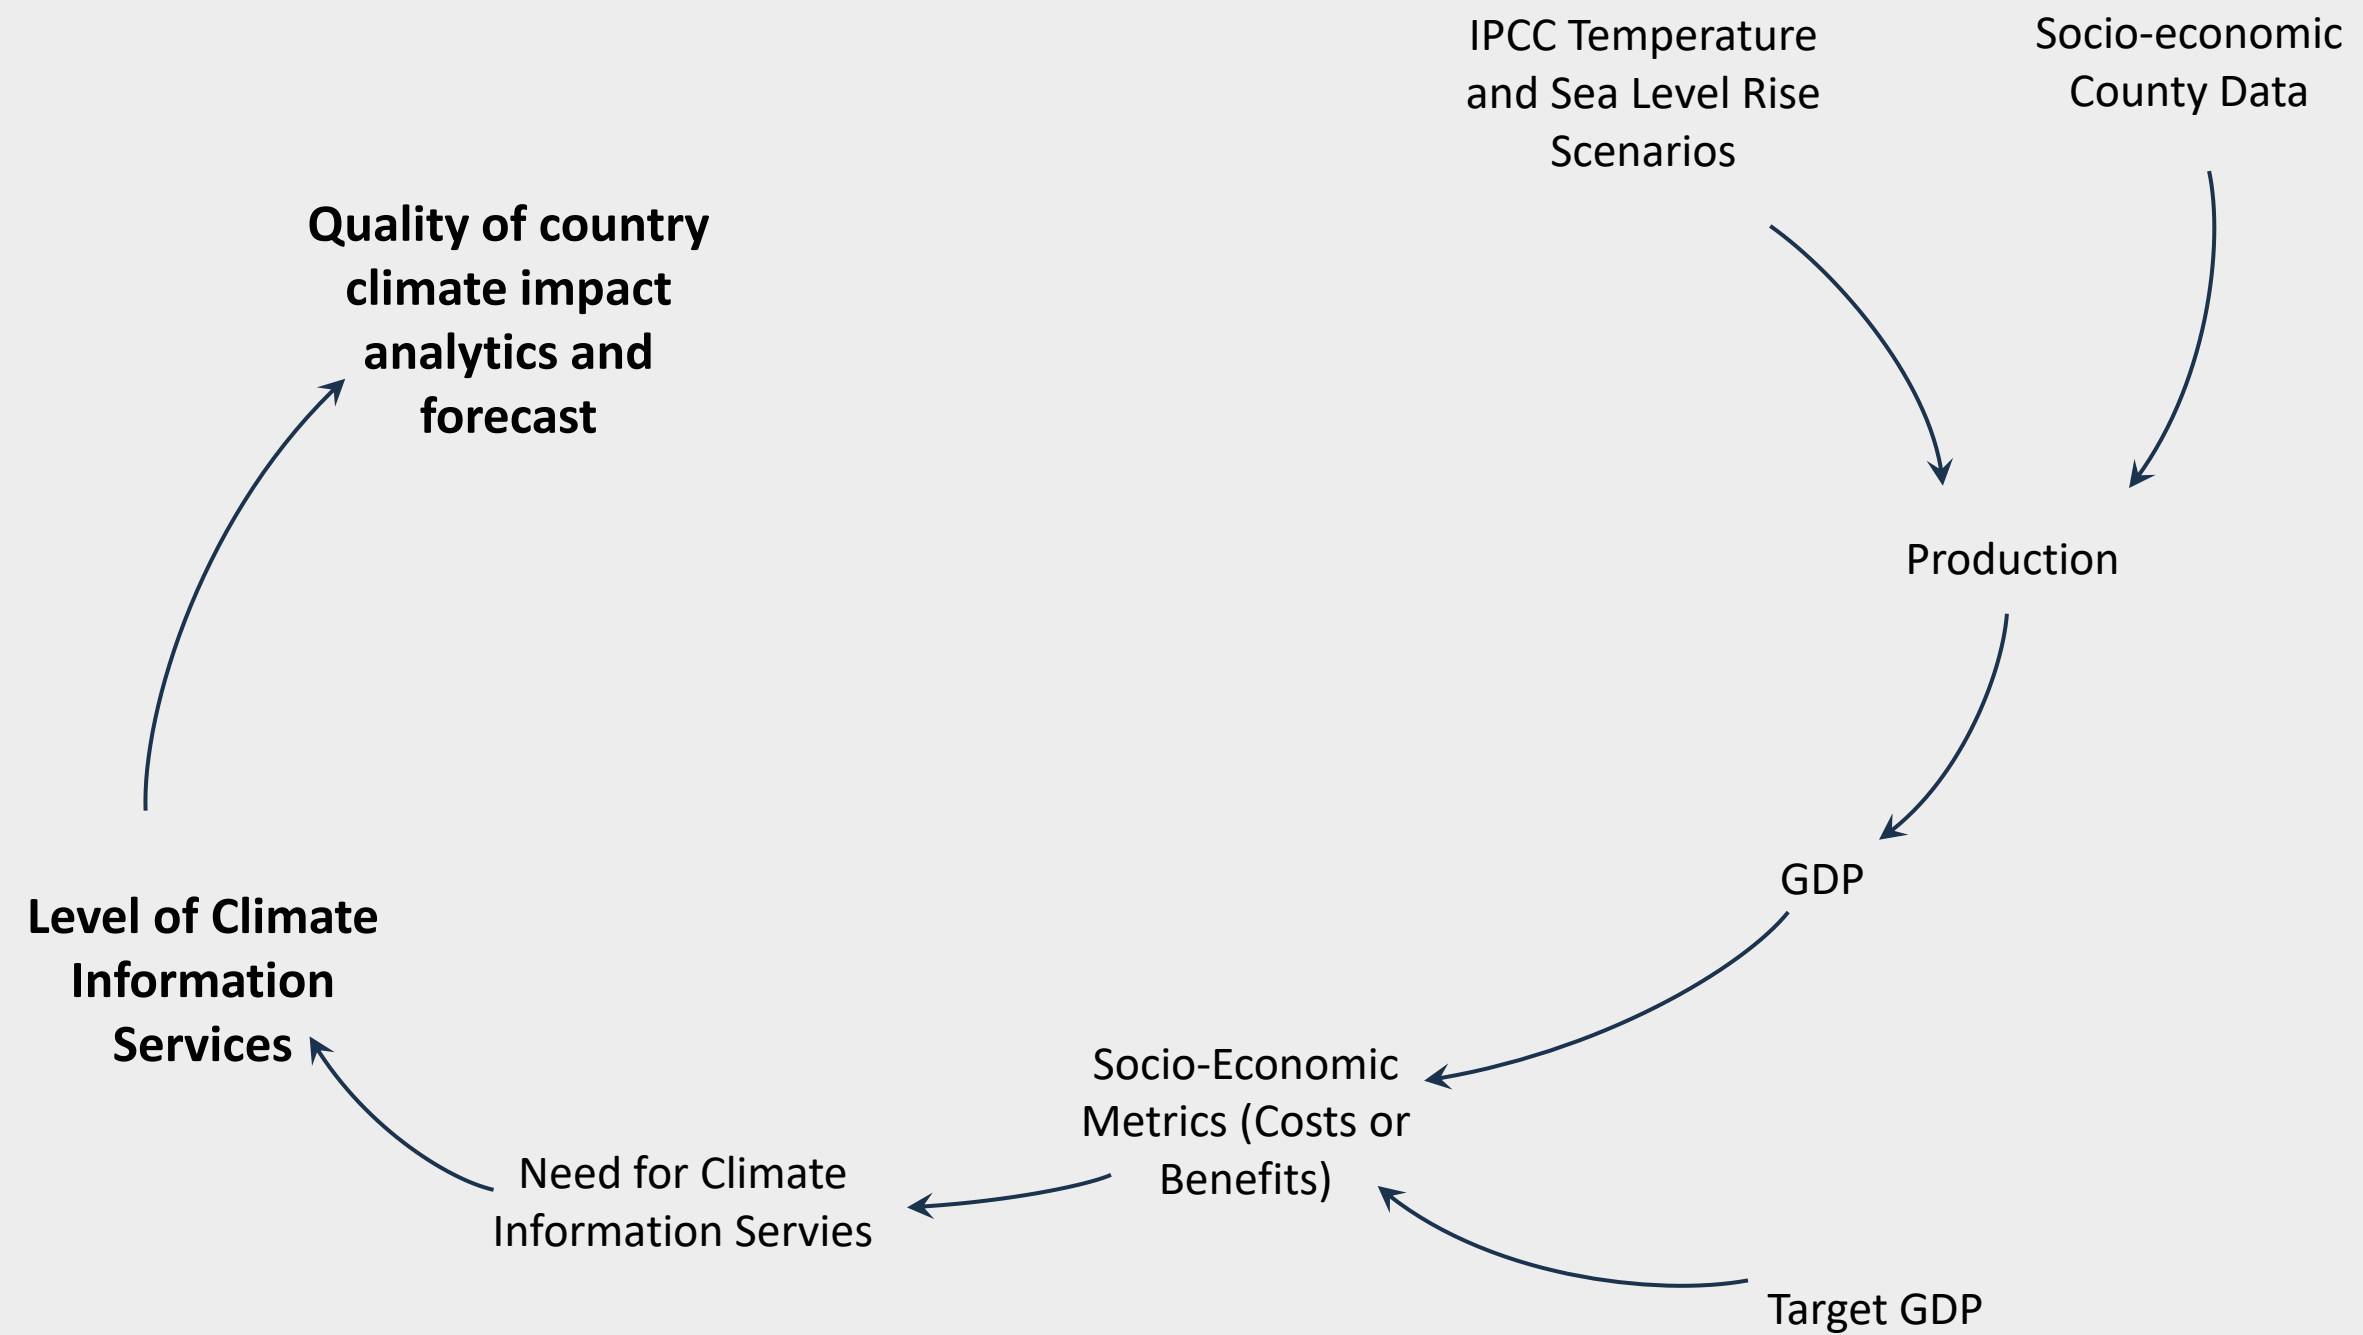 IPCC Temperature
and Sea Level Rise
Scenarios
Socio-economic
County Data
Quality of country
climate impact
analytics and
forecast
Production
GDP
Level of Climate
Information
Services
Socio-Economic
Metrics (Costs or
Benefits)
Need for Climate
Information Servies
Target GDP